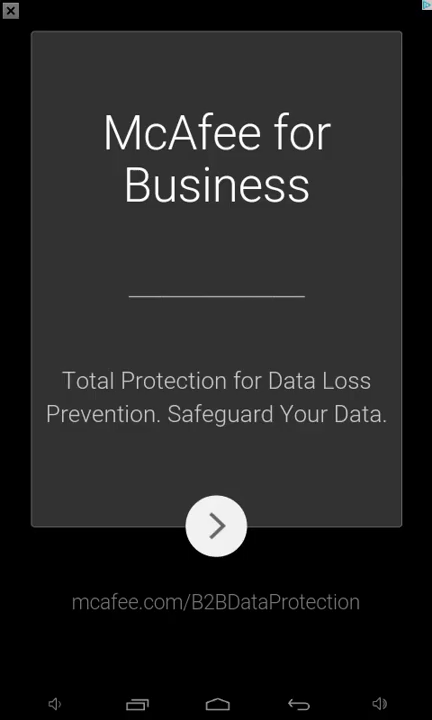 McAfee for
Business
Total Protection for Data Loss
Prevention. Safeguard Your Data.
mcafee.com/B2BDataProtection